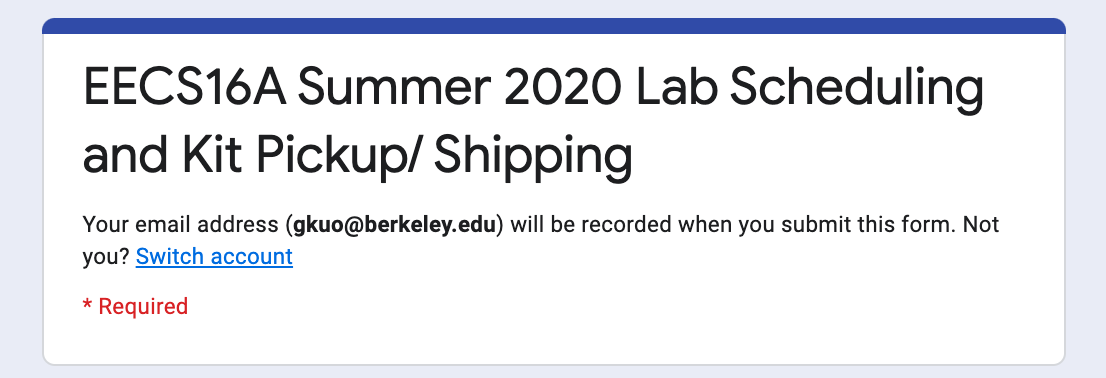 EECS16A Summer 2020 Lab Scheduling
and Kit Pickup/ Shipping
Your email address (gkuo@berkeley.edu) will be recorded when you submit this form. Not
you? Switch account
* Required